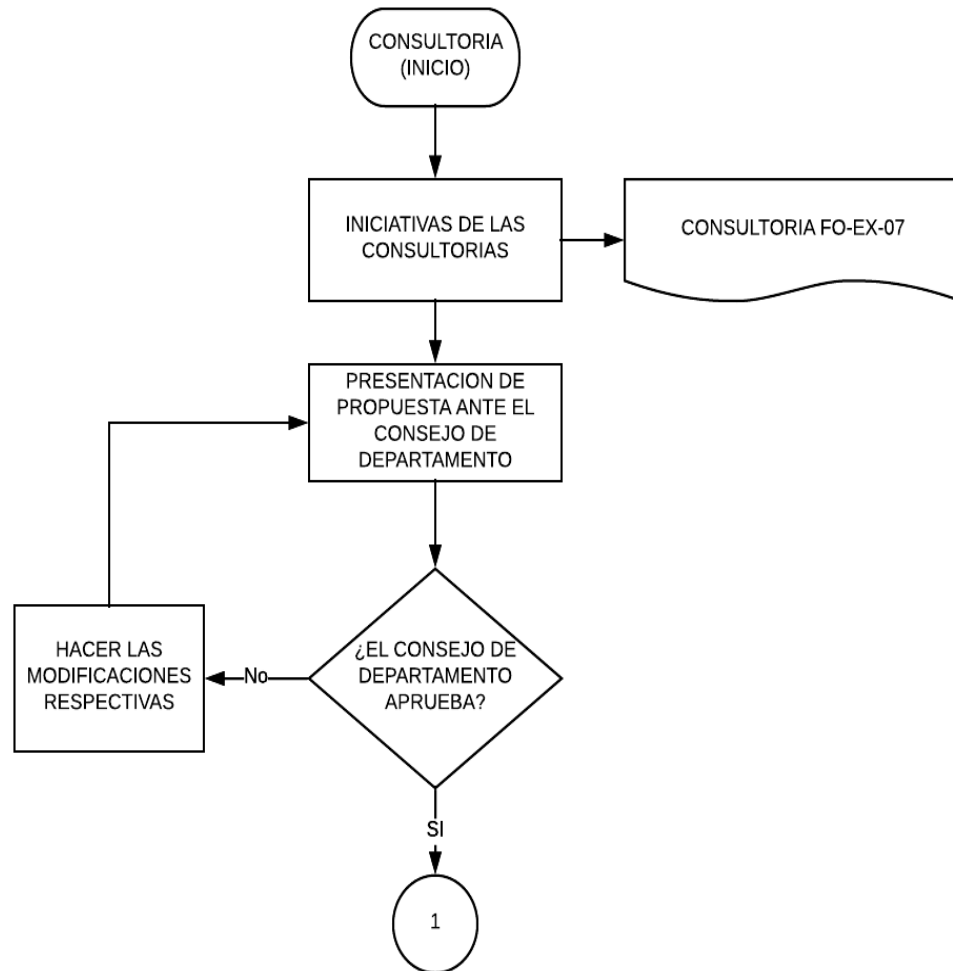 CONSULTORIA
(INICIO)
INICIATIVAS DE LAS
CONSULTORIAS
CONSULTORIA FO-EX-07
PRESENTACION DE
PROPUESTA ANTE EL
CONSEJO DE
DEPARTAMENTO
¿EL CONSEJO DE
DEPARTAMENTO
APRUEBA?
No
HACER LAS
MODIFICACIONES
RESPECTIVAS
SI
1